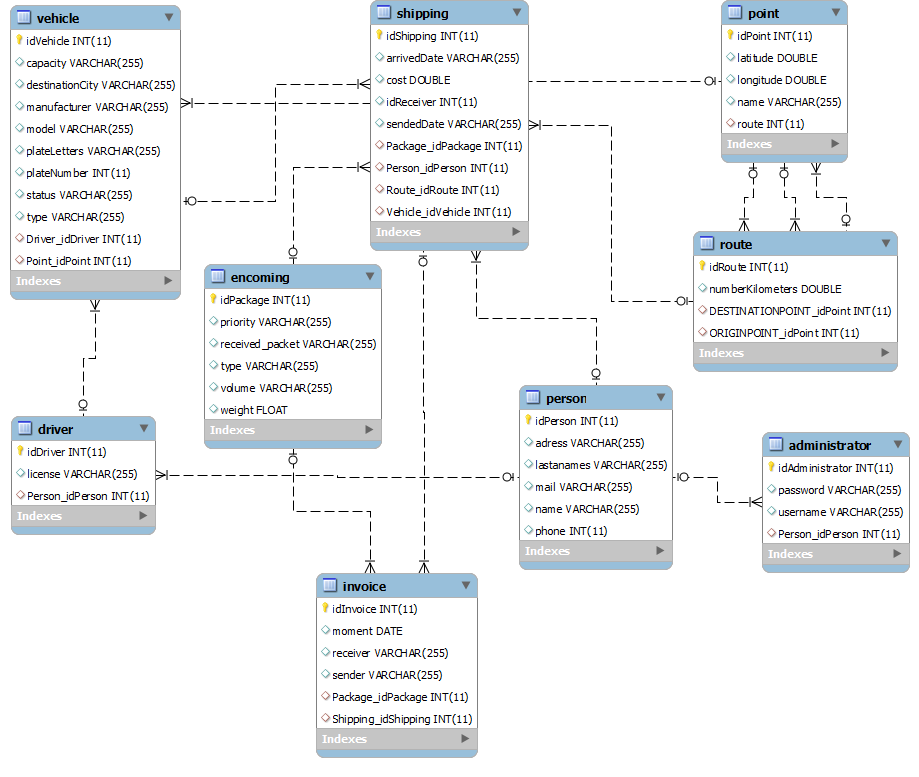 vehicle
idVehicle INT(11)
capacity VARCHAR(255)
destinationCity VARCHAR(255)
manufacturer VARCHAR(255)
model VARCHAR(255)
plateLetters VARCHAR(255)
plateNumber INT(11)
status VARCHAR(255)
type VARCHAR(255)
Driver_idDriver INT(11)
Point_idPoint INT(11)
Indexes
shipping
idShipping INT(11)
arrivedDate VARCHAR(255)
cost DOUBLE
idReceiver INT(11)
sendedDate VARCHAR(255)
Package_idPackage INT(11)
Person_idPerson INT(11)
Route_idRoute INT(11)
Vehicle_idVehicle INT(11)
Indexes
point
idPoint INT(11)
latitude DOUBLE
longitude DOUBLE
name VARCHAR(255)
route INT(11)
Indexes
encoming
idPackage INT(11)
priority VARCHAR(255)
received_packet VARCHAR(255)
type VARCHAR(255)
volume VARCHAR(255)
weight FLOAT
Indexes
route
idRoute INT(11)
numberKilometers DOUBLE
DESTINATIONPOINT_idPoint INT(11)
ORIGINPOINT_idPoint INT(11)
Indexes
driver
idDriver INT(11)
license VARCHAR(255)
Person_idPerson INT(11)
Indexes
person
idPerson INT(11)
adress VARCHAR(255)
lastanames VARCHAR(255)
mail VARCHAR(255)
name VARCHAR(255)
phone INT(11)
Indexes
administrator
idAdministrator INT(11)
password VARCHAR(255)
username VARCHAR(255)
Person_idPerson INT(11)
Indexes
invoice
idInvoice INT(11)
moment DATE
receiver VARCHAR(255)
sender VARCHAR(255)
Package_idPackage INT(11)
Shipping_idShipping INT(11)
Indexes